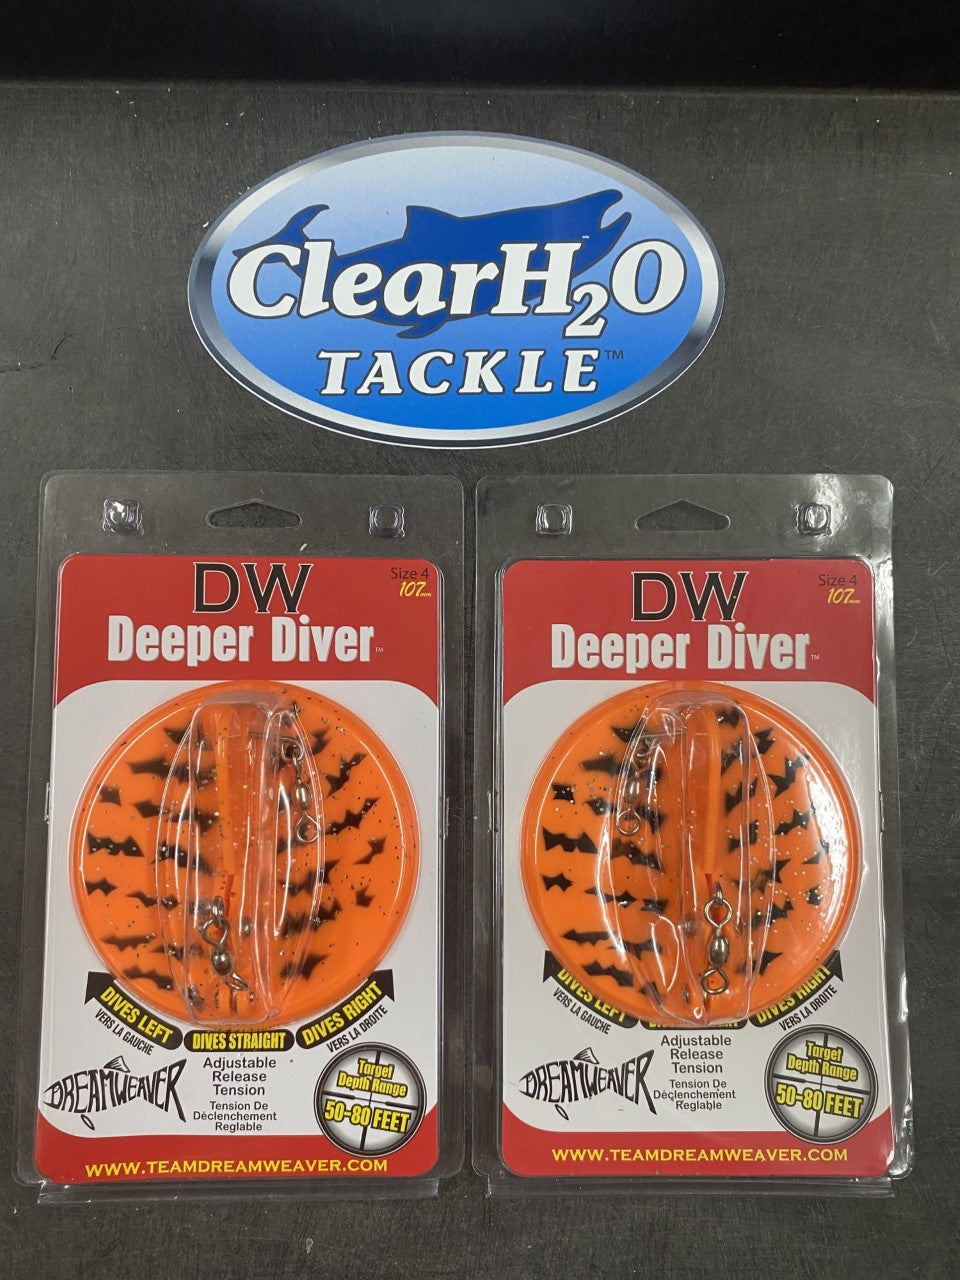 ClearH2O
TACKLE™
DW
Size 4
107mm
Deeper Diver™
DIVES LEFT
VERS LA GAUCHE
DIVES STRAIGHT
DIVES RIGHT
VERS LA DROITE
Adjustable
Release
Tension
Tension De
Déclenchement
Reglable
DREAMWEAVER
Target
Depth Range
50-80 FEET
WWW.TEAMDREAMWEAVER.COM
DW
Size 4
107mm
Deeper Diver™
DIVES LEFT
VERS LA GAUCHE
DIVES RIGHT
VERS LA DROITE
Adjustable
Release
Tension
Tension De
Déclenchement
Reglable
DREAMWEAVER
Target
Depth Range
50-80 FEET
WWW.TEAMDREAMWEAVER.COM